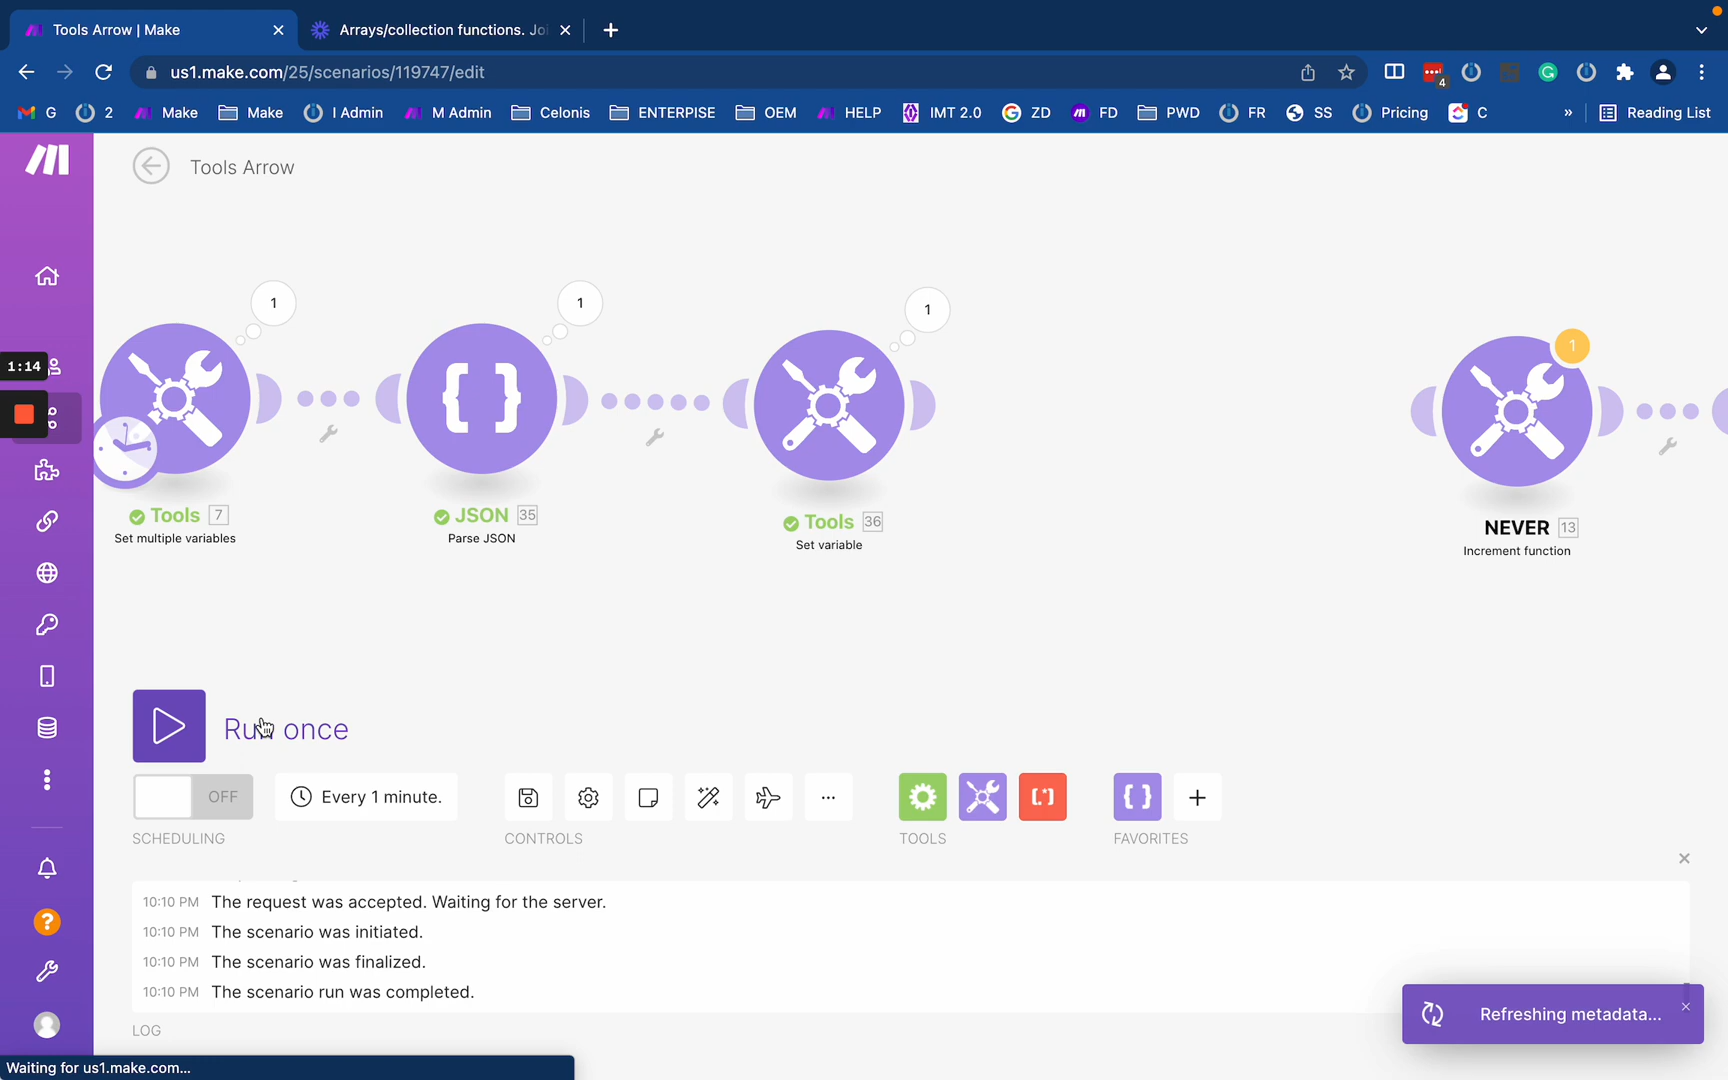 Tools Arrow | Make
Arrays/collection functions. Joi
us1.make.com/25/scenarios/119747/edit
4
G
2
Make
Make
I Admin
M Admin
Celonis
ENTERPISE
OEM
HELP
IMT 2.0
ZD
FD
PWD
FR
SS
Pricing
C
»
Reading List
Tools Arrow
1
1
1
1
1:14
Tools 7
Set multiple variables
JSON 35
Parse JSON
Tools 36
Set variable
NEVER 13
Increment function
Run once
OFF
Every 1 minute.
SCHEDULING
CONTROLS
TOOLS
FAVORITES
10:10 PM The request was accepted. Waiting for the server.
10:10 PM The scenario was initiated.
10:10 PM The scenario was finalized.
10:10 PM The scenario run was completed.
Refreshing metadata...
LOG
Waiting for us1.make.com...